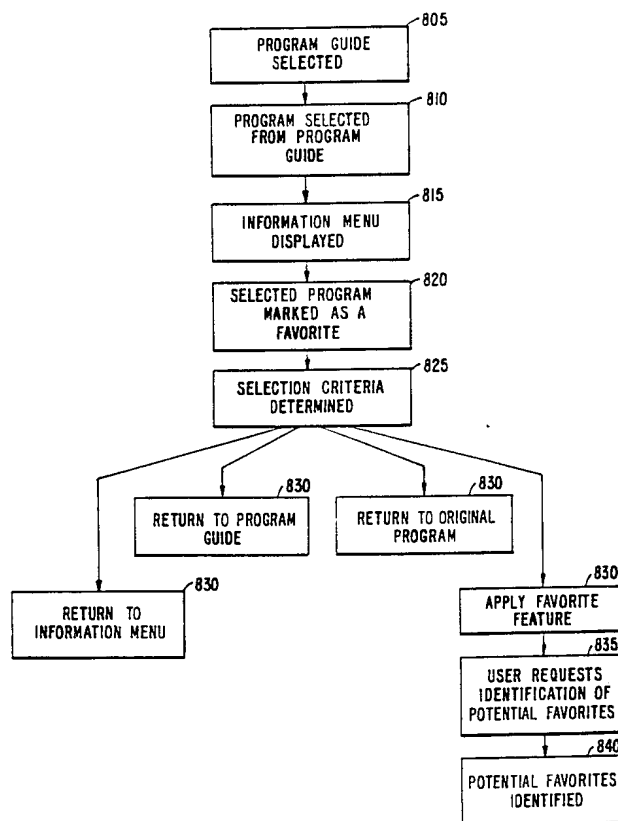 805
PROGRAM GUIDE
SELECTED
810
PROGRAM SELECTED
FROM PROGRAM
GUIDE
815
INFORMATION MENU
DISPLAYED
820
SELECTED PROGRAM
MARKED AS A
FAVORITE
825
SELECTION CRITERIA
DETERMINED
830
RETURN TO PROGRAM
GUIDE
830
RETURN TO ORIGINAL
PROGRAM
830
RETURN TO
INFORMATION MENU
830
APPLY FAVORITE
FEATURE
835
USER REQUESTS
IDENTIFICATION OF
POTENTIAL FAVORITES
840
POTENTIAL FAVORITES
IDENTIFIED